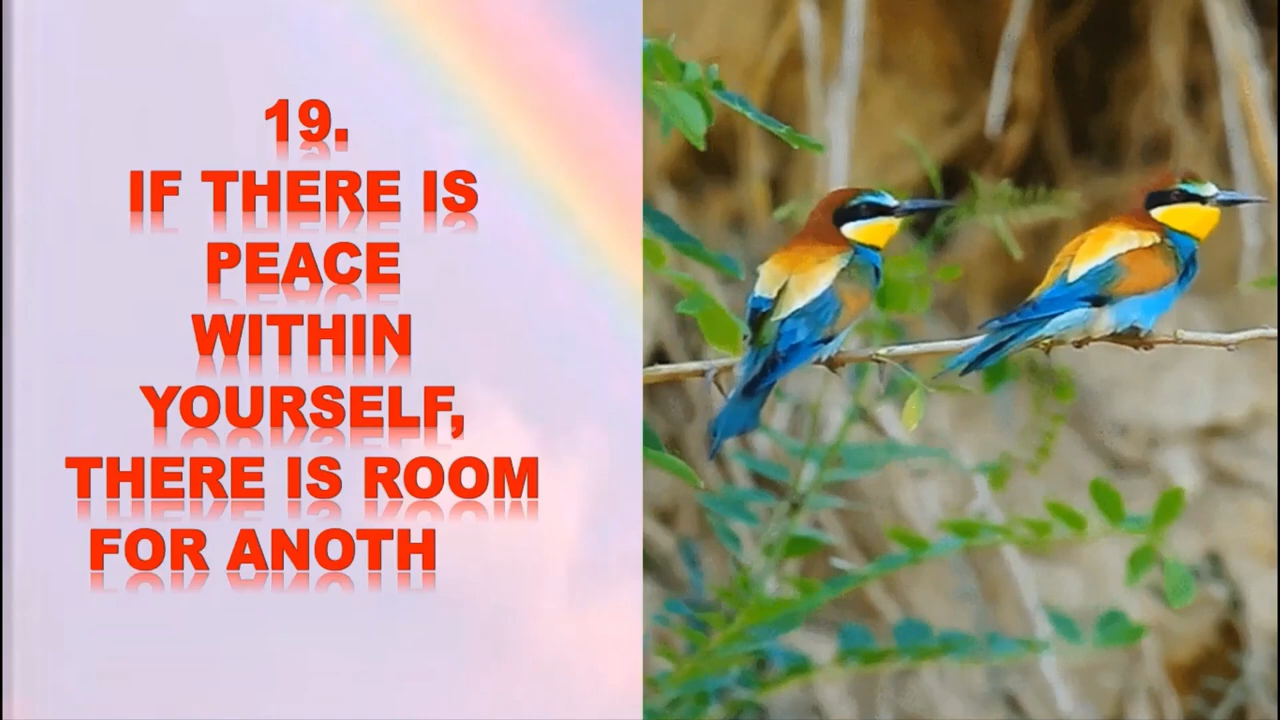 19.
IF THERE IS
PEACE
WITHIN
YOURSELF,
THERE IS ROOM
FOR ANOTH